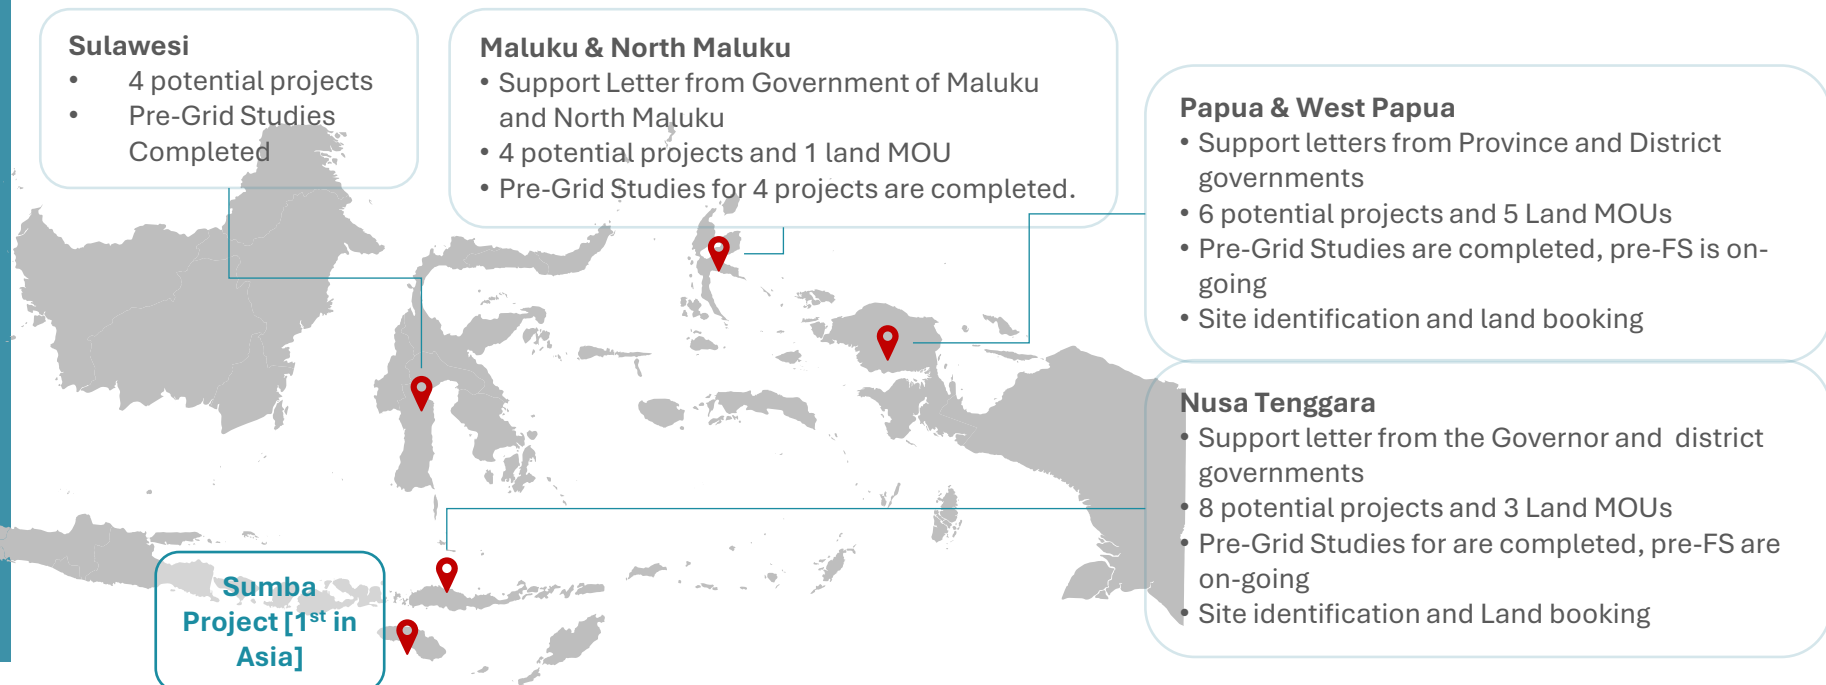 Sulawesi
• 4 potential projects
• Pre-Grid Studies
Completed
Maluku & North Maluku
• Support Letter from Government of Maluku
and North Maluku
• 4 potential projects and 1 land MOU
• Pre-Grid Studies for 4 projects are completed.
Papua & West Papua
• Support letters from Province and District
governments
• 6 potential projects and 5 Land MOUs
• Pre-Grid Studies are completed, pre-FS is on-
going
• Site identification and land booking
Nusa Tenggara
• Support letter from the Governor and district
governments
• 8 potential projects and 3 Land MOUs
• Pre-Grid Studies for are completed, pre-FS are
on-going
• Site identification and Land booking
Sumba
Project [1st in
Asia]